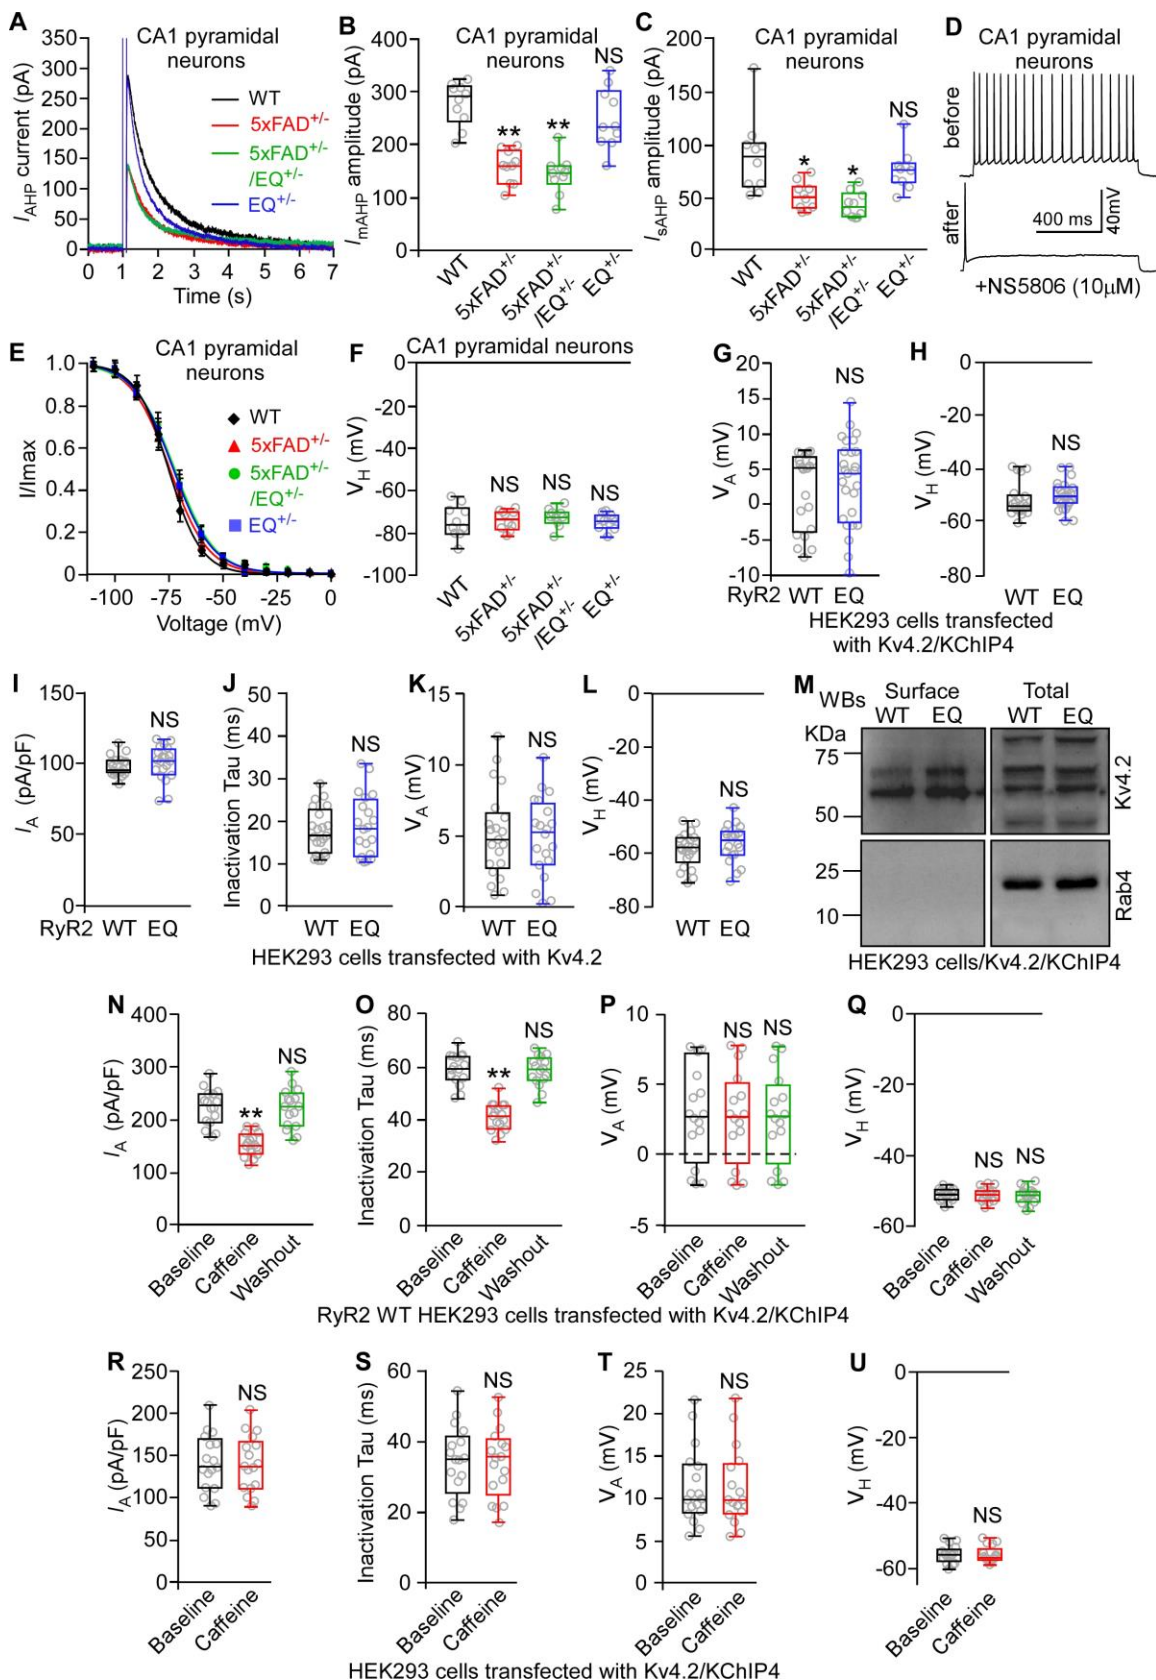 A
CA1 pyramidal
neurons
I_AHP current (pA)
350
300
250
200
150
100
50
0
WT
5xFAD+/-
5xFAD+/-
/EQ+/-
EQ+/-
0 1 2 3 4 5 6 7
Time (s)
B
CA1 pyramidal
neurons
NS
** **
I_mAHP amplitude (pA)
400
300
200
100
0
WT
5xFAD+/-
5xFAD+/-
/EQ+/-
EQ+/-
C
CA1 pyramidal
neurons
NS
* *
I_sAHP amplitude (pA)
200
150
100
50
0
WT
5xFAD+/-
5xFAD+/-
/EQ+/-
EQ+/-
D
CA1 pyramidal
neurons
before
after
400 ms
40mV
+NS5806 (10μM)
E
CA1 pyramidal
neurons
I/Imax
1.0
0.8
0.6
0.4
0.2
0
WT
5xFAD+/-
5xFAD+/-
/EQ+/-
EQ+/-
-100 -75 -50 -25 0
Voltage (mV)
F
CA1 pyramidal neurons
V_H (mV)
0
-20
-40
-60
-80
-100
NS NS NS
WT
5xFAD+/-
5xFAD+/-
/EQ+/-
EQ+/-
G
V_A (mV)
20
15
10
5
0
-5
-10
NS
RyR2 WT EQ
H
V_H (mV)
0
-20
-40
-60
-80
NS
WT EQ
HEK293 cells transfected
with Kv4.2/KChIP4
I
I_A (pA/pF)
150
100
50
0
NS
RyR2 WT EQ
J
Inactivation Tau (ms)
50
40
30
20
10
0
NS
WT EQ
K
V_A (mV)
15
10
5
0
NS
WT EQ
L
V_H (mV)
0
-20
-40
-60
-80
NS
WT EQ
HEK293 cells transfected with Kv4.2
M
WBs Surface Total
WT EQ WT EQ
KDa
75
50
Kv4.2
25
10
Rab4
HEK293 cells/Kv4.2/KChIP4
N
I_A (pA/pF)
400
300
200
100
0
NS
**
Baseline
Caffeine
Washout
O
Inactivation Tau (ms)
80
60
40
20
0
NS
**
Baseline
Caffeine
Washout
P
V_A (mV)
10
5
0
-5
NS NS
Baseline
Caffeine
Washout
Q
V_H (mV)
0
-20
-40
-60
NS NS
Baseline
Caffeine
Washout
RyR2 WT HEK293 cells transfected with Kv4.2/KChIP4
R
I_A (pA/pF)
250
200
150
100
50
0
NS
Baseline
Caffeine
S
Inactivation Tau (ms)
60
40
20
0
NS
Baseline
Caffeine
T
V_A (mV)
25
20
15
10
5
0
NS
Baseline
Caffeine
U
V_H (mV)
0
-20
-40
-60
NS
Baseline
Caffeine
HEK293 cells transfected with Kv4.2/KChIP4